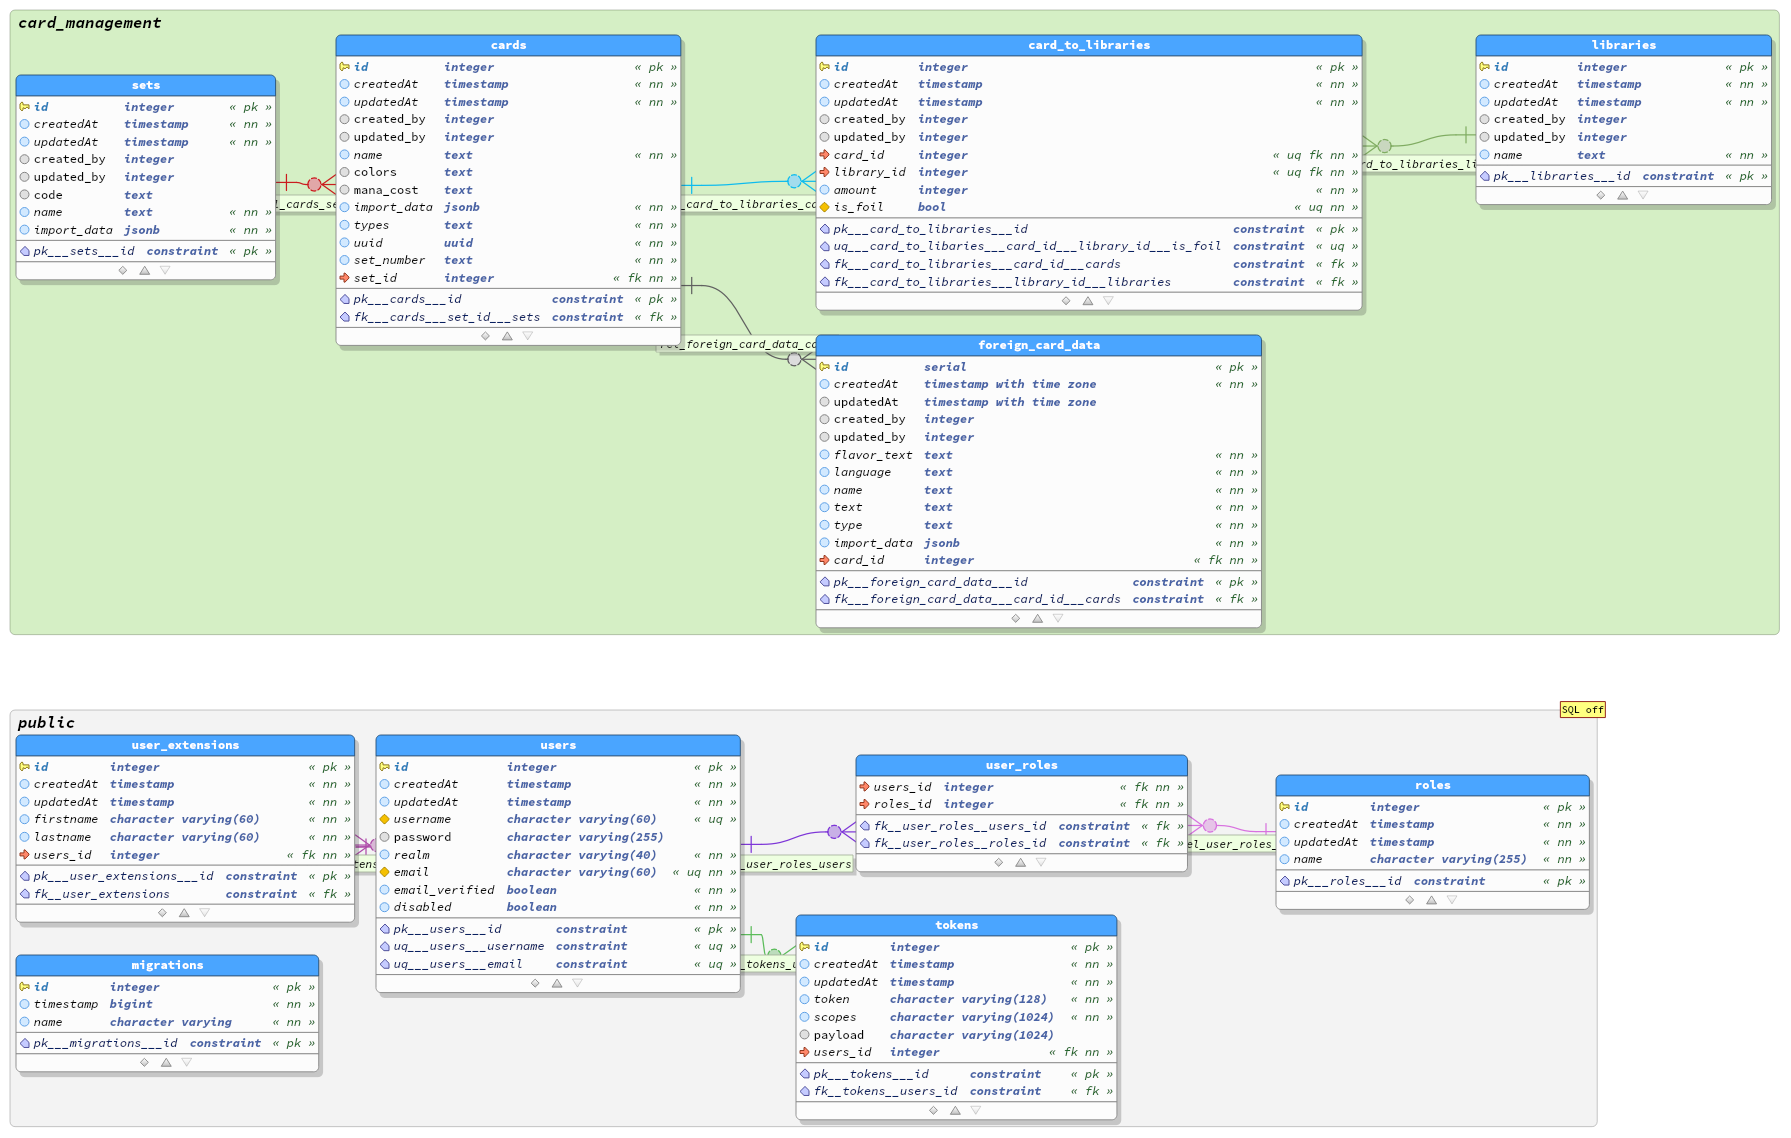 card_management
sets
id integer « pk »
createdAt timestamp « nn »
updatedAt timestamp « nn »
created_by integer
updated_by integer
code text
name text « nn »
import_data jsonb « nn »
pk___sets___id constraint « pk »
cards
id integer « pk »
createdAt timestamp « nn »
updatedAt timestamp « nn »
created_by integer
updated_by integer
name text « nn »
colors text
mana_cost text
import_data jsonb « nn »
types text « nn »
uuid uuid « nn »
set_number text « nn »
set_id integer « fk nn »
pk___cards___id constraint « pk »
fk___cards___set_id___sets constraint « fk »
card_to_libraries
id integer « pk »
createdAt timestamp « nn »
updatedAt timestamp « nn »
created_by integer
updated_by integer
card_id integer « uq fk nn »
library_id integer « uq fk nn »
amount integer « nn »
is_foil bool « uq nn »
pk___card_to_libraries___id constraint « pk »
uq___card_to_libaries___card_id___library_id___is_foil constraint « uq »
fk___card_to_libraries___card_id___cards constraint « fk »
fk___card_to_libraries___library_id___libraries constraint « fk »
libraries
id integer « pk »
createdAt timestamp « nn »
updatedAt timestamp « nn »
created_by integer
updated_by integer
name text « nn »
pk___libraries___id constraint « pk »
foreign_card_data
id serial « pk »
createdAt timestamp with time zone « nn »
updatedAt timestamp with time zone
created_by integer
updated_by integer
flavor_text text « nn »
language text « nn »
name text « nn »
text text « nn »
type text « nn »
import_data jsonb « nn »
card_id integer « fk nn »
pk___foreign_card_data___id constraint « pk »
fk___foreign_card_data___card_id___cards constraint « fk »
_cards_se
_card_to_libraries_ca
rd_to_libraries_li
_foreign_card_data_ca
SQL off
public
user_extensions
id integer « pk »
createdAt timestamp « nn »
updatedAt timestamp « nn »
firstname character varying(60) « nn »
lastname character varying(60) « nn »
users_id integer « fk nn »
pk___user_extensions___id constraint « pk »
fk__user_extensions constraint « fk »
users
id integer « pk »
createdAt timestamp « nn »
updatedAt timestamp « nn »
username character varying(60) « uq »
password character varying(255)
realm character varying(40) « nn »
email character varying(60) « uq nn »
email_verified boolean « nn »
disabled boolean « nn »
pk___users___id constraint « pk »
uq___users___username constraint « uq »
uq___users___email constraint « uq »
user_roles
users_id integer « fk nn »
roles_id integer « fk nn »
fk__user_roles__users_id constraint « fk »
fk__user_roles__roles_id constraint « fk »
roles
id integer « pk »
createdAt timestamp « nn »
updatedAt timestamp « nn »
name character varying(255) « nn »
pk___roles___id constraint « pk »
_user_roles_users
el_user_roles_
_tokens_u
migrations
id integer « pk »
timestamp bigint « nn »
name character varying « nn »
pk___migrations___id constraint « pk »
tokens
id integer « pk »
createdAt timestamp « nn »
updatedAt timestamp « nn »
token character varying(128) « nn »
scopes character varying(1024) « nn »
payload character varying(1024)
users_id integer « fk nn »
pk___tokens___id constraint « pk »
fk__tokens__users_id constraint « fk »